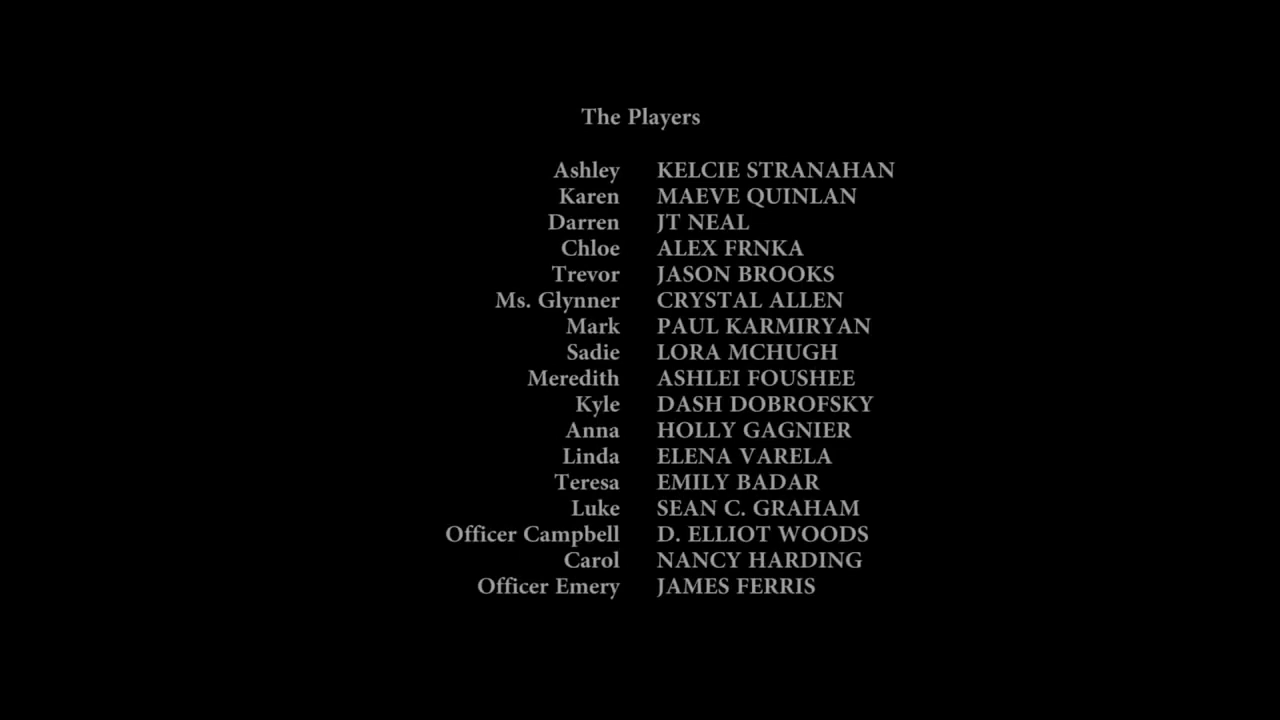 The Players
Ashley KELCIE STRANAHAN
Karen MAEVE QUINLAN
Darren JT NEAL
Chloe ALEX FRNKA
Trevor JASON BROOKS
Ms. Glynner CRYSTAL ALLEN
Mark PAUL KARMIRYAN
Sadie LORA MCHUGH
Meredith ASHLEI FOUSHEE
Kyle DASH DOBROFSKY
Anna HOLLY GAGNIER
Linda ELENA VARELA
Teresa EMILY BADAR
Luke SEAN C. GRAHAM
Officer Campbell D. ELLIOT WOODS
Carol NANCY HARDING
Officer Emery JAMES FERRIS